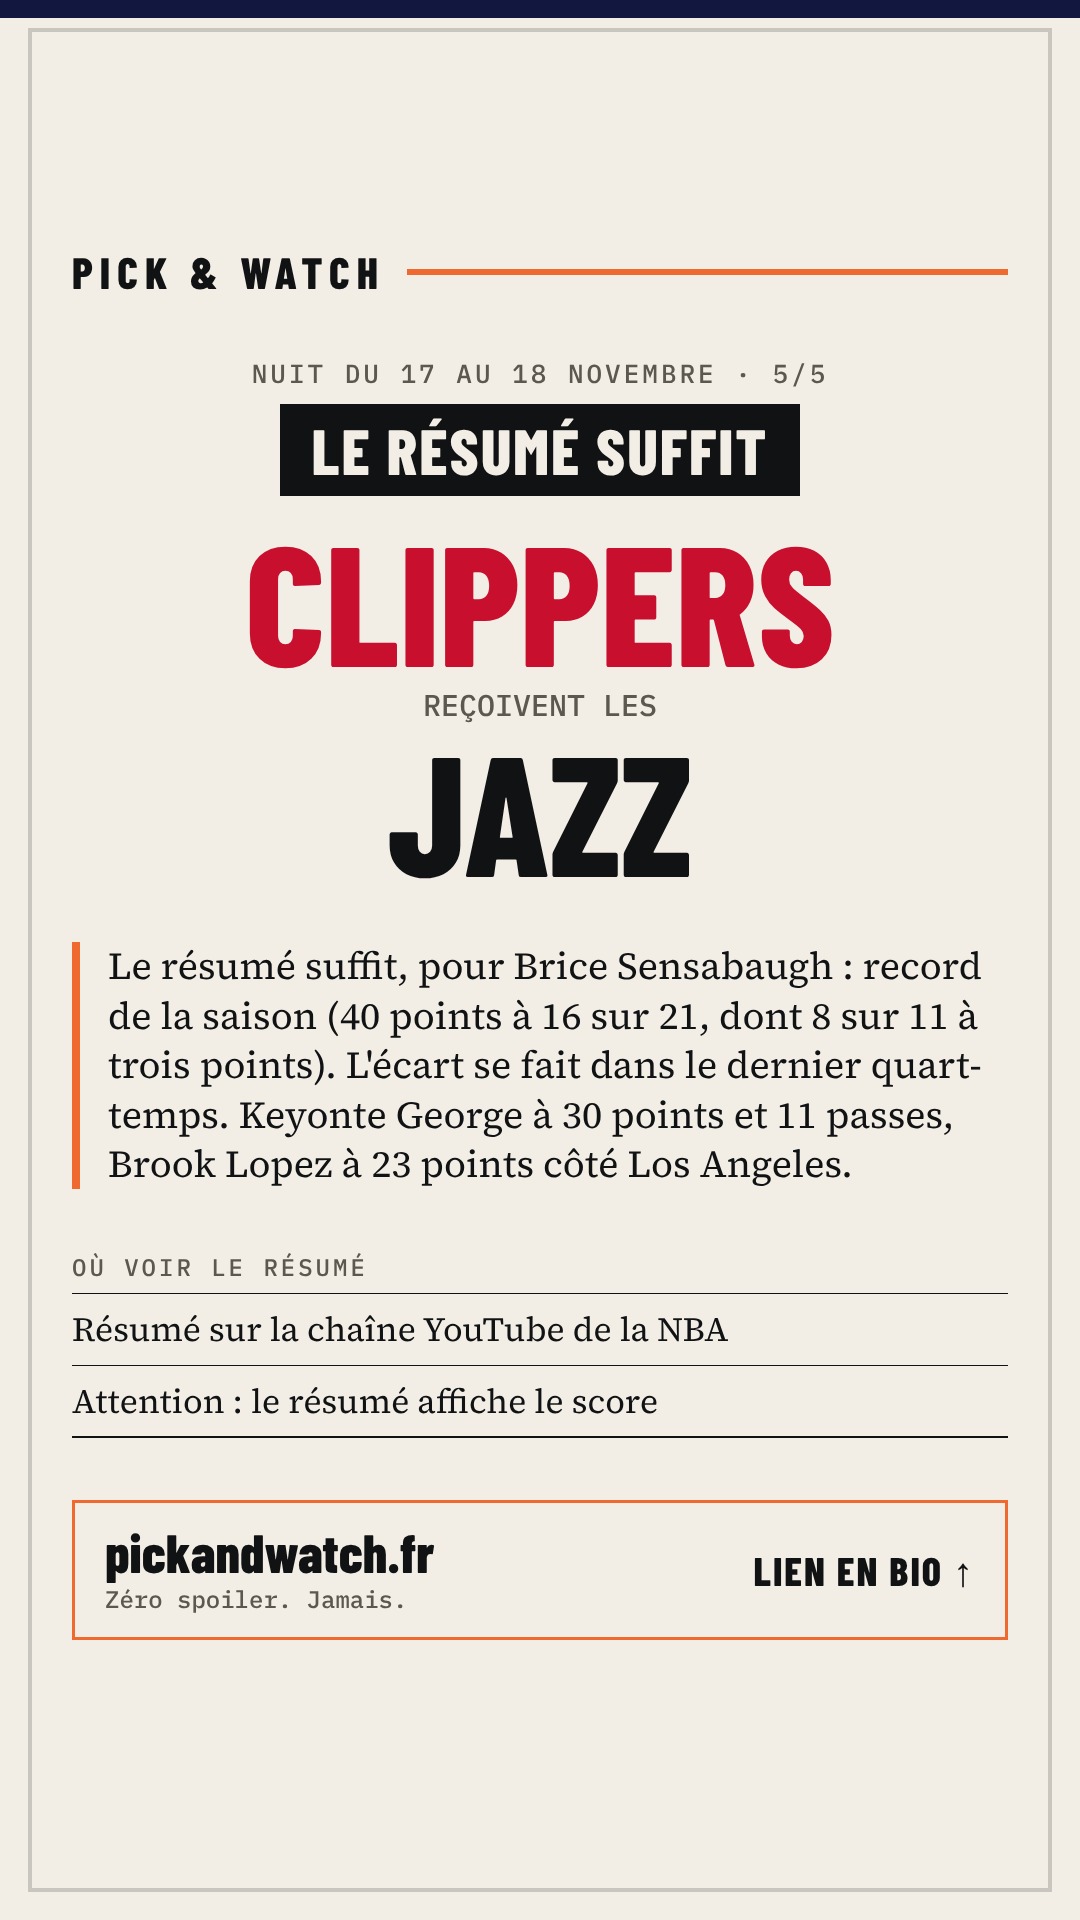 PICK & WATCH
NUIT DU 17 AU 18 NOVEMBRE · 5/5
LE RÉSUMÉ SUFFIT
CLIPPERS
REÇOIVENT LES
JAZZ
Le résumé suffit, pour Brice Sensabaugh : record
de la saison (40 points à 16 sur 21, dont 8 sur 11 à
trois points). L'écart se fait dans le dernier quart-
temps. Keyonte George à 30 points et 11 passes,
Brook Lopez à 23 points côté Los Angeles.
OÙ VOIR LE RÉSUMÉ
Résumé sur la chaîne YouTube de la NBA
Attention : le résumé affiche le score
pickandwatch.fr
Zéro spoiler. Jamais.
LIEN EN BIO ↑